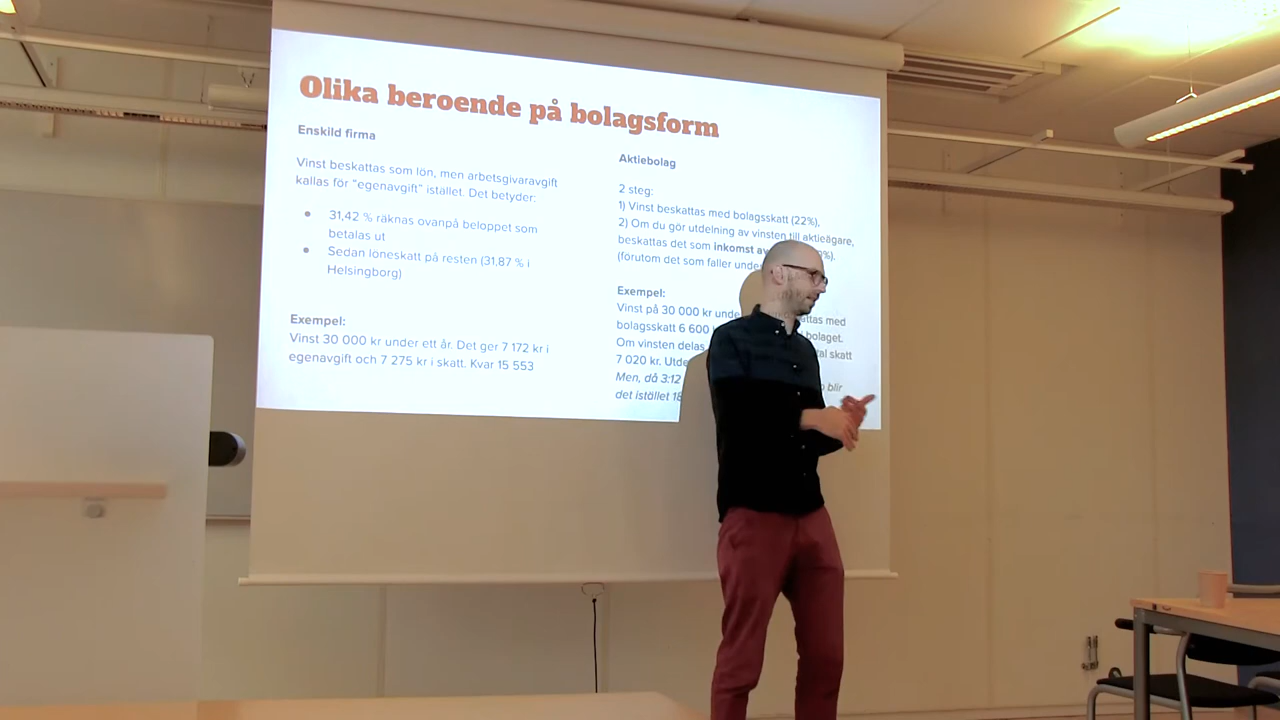 Olika beroende på bolagsform
Enskild firma
Vinst beskattas som lön, men arbetsgivaravgift
kallas för "egenavgift" istället. Det betyder:
● 31,42 % räknas ovanpå beloppet som
betalas ut
● Sedan löneskatt på resten (31,87 % i
Helsingborg)
Exempel:
Vinst 30 000 kr under ett år. Det ger 7 172 kr i
egenavgift och 7 275 kr i skatt. Kvar 15 553
Aktiebolag
2 steg:
1) Vinst beskattas med bolagsskatt (22%).
2) Om du gör utdelning av vinsten till aktieägare,
beskattas det som inkomst av
(förutom det som faller under
Exempel:
Vinst på 30 000 kr med
bolagsskatt 6 600 bolaget.
Om vinsten delas skatt
7 020 kr.
Men, då 3:12 blir
det istället